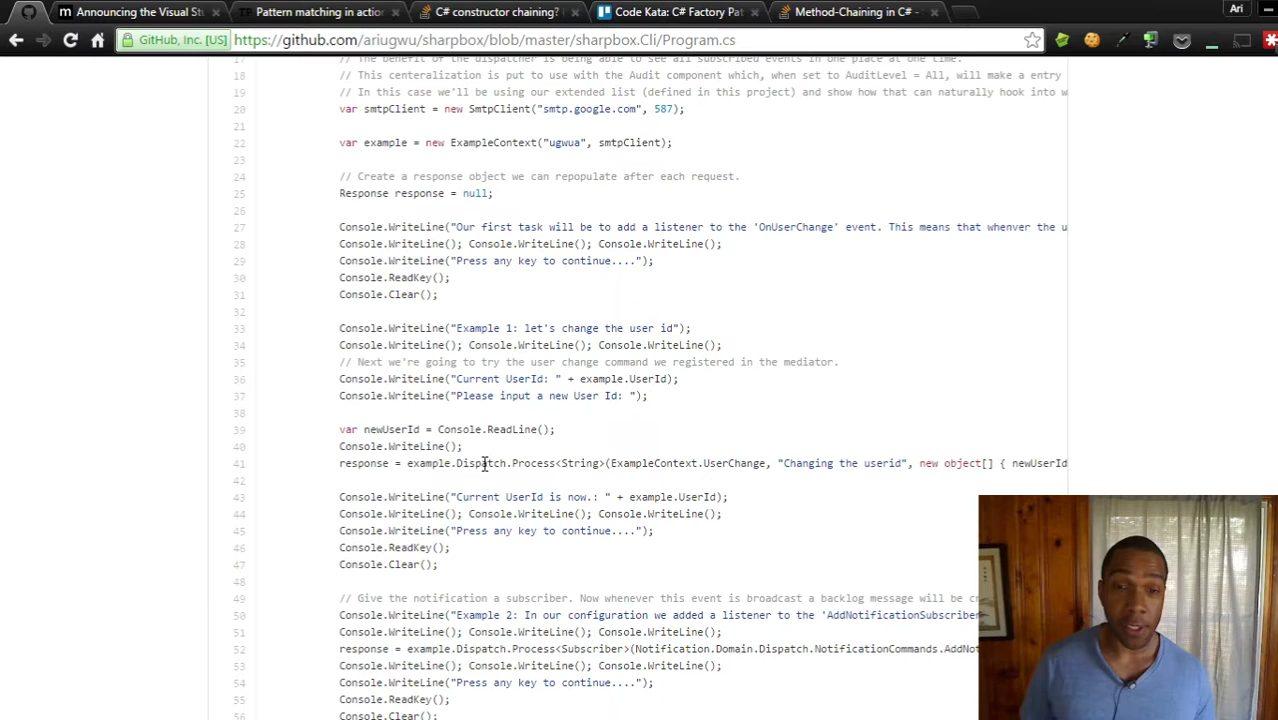 Announcing the Visual Stu
Pattern matching in action
C# constructor chaining?
Code Kata: C# Factory Pat
Method-Chaining in C# -
Ari
GitHub, Inc. [US]
https://github.com/ariugwu/sharpbox/blob/master/sharpbox.Cli/Program.cs
17 // The benefit of the dispatcher is being able to see all subscribed events in one place at one time.
18 // This centeralization is put to use with the Audit component which, when set to AuditLevel = All, will make a entry
19 // In this case we'll be using our extended list (defined in this project) and show how that can naturally hook into w
20 var smtpClient = new SmtpClient("smtp.google.com", 587);
21
22 var example = new ExampleContext("ugwua", smtpClient);
23
24 // Create a response object we can repopulate after each request.
25 Response response = null;
26
27 Console.WriteLine("Our first task will be to add a listener to the 'OnUserChange' event. This means that whenver the u
28 Console.WriteLine(); Console.WriteLine(); Console.WriteLine();
29 Console.WriteLine("Press any key to continue....");
30 Console.ReadKey();
31 Console.Clear();
32
33 Console.WriteLine("Example 1: let's change the user id");
34 Console.WriteLine(); Console.WriteLine(); Console.WriteLine();
35 // Next we're going to try the user change command we registered in the mediator.
36 Console.WriteLine("Current UserId: " + example.UserId);
37 Console.WriteLine("Please input a new User Id: ");
38
39 var newUserId = Console.ReadLine();
40 Console.WriteLine();
41 response = example.Dispatch.Process<String>(ExampleContext.UserChange, "Changing the userid", new object[] { newUserId
42
43 Console.WriteLine("Current UserId is now.: " + example.UserId);
44 Console.WriteLine(); Console.WriteLine(); Console.WriteLine();
45 Console.WriteLine("Press any key to continue....");
46 Console.ReadKey();
47 Console.Clear();
48
49 // Give the notification a subscriber. Now whenever this event is broadcast a backlog message will be cr
50 Console.WriteLine("Example 2: In our configuration we added a listener to the 'AddNotificationSubscriber
51 Console.WriteLine(); Console.WriteLine(); Console.WriteLine();
52 response = example.Dispatch.Process<Subscriber>(Notification.Domain.Dispatch.NotificationCommands.AddNot
53 Console.WriteLine(); Console.WriteLine(); Console.WriteLine();
54 Console.WriteLine("Press any key to continue....");
55 Console.ReadKey();
56 Console.Clear();